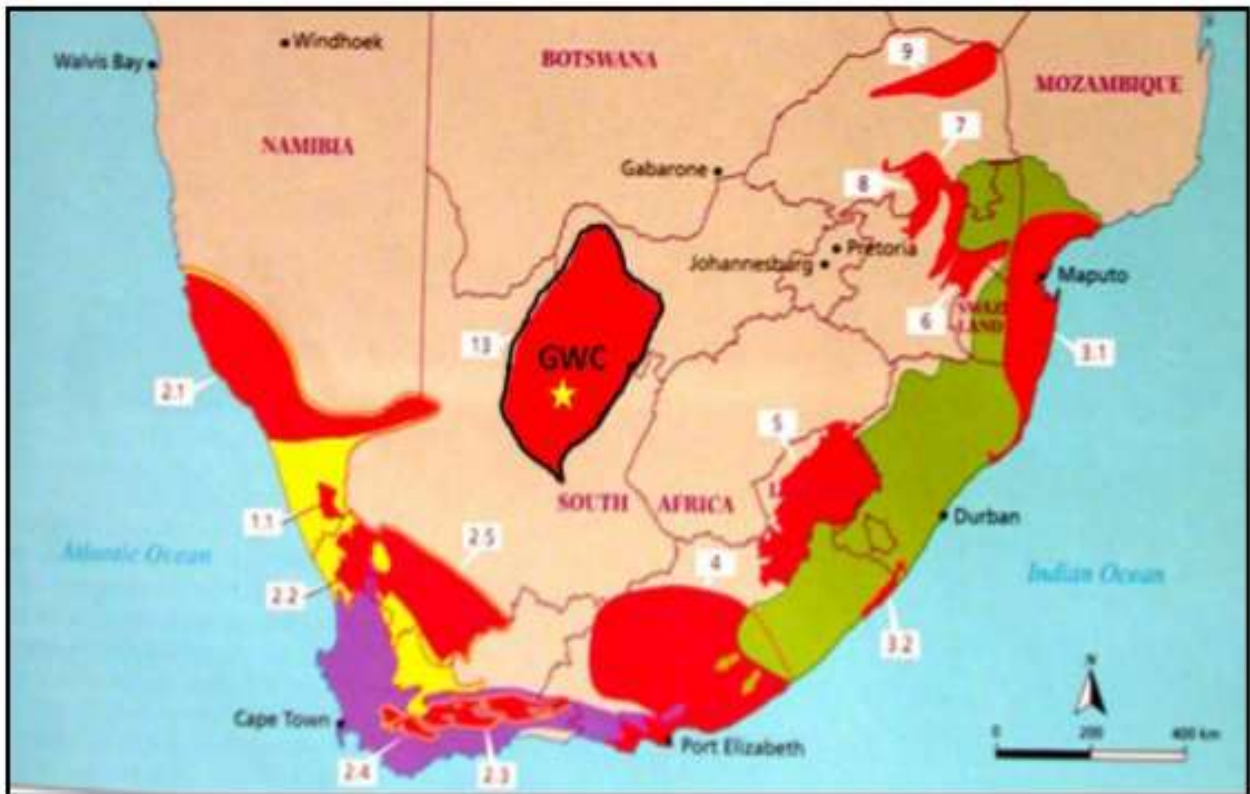 Windhoek
Walvis Bay
BOTSWANA
9
MOZAMBIQUE
NAMIBIA
7
Gabarone
8
Pretoria
Johannesburg
Maputo
6
SWAZI
LAND
13
GWC
3.1
2.1
5
L
SOUTH AFRICA
1.1
Durban
2.5
Atlantic Ocean
4
Indian Ocean
2.2
3.2
N
Cape Town
Port Elizabeth
0 200 400 km
2.4
2.3